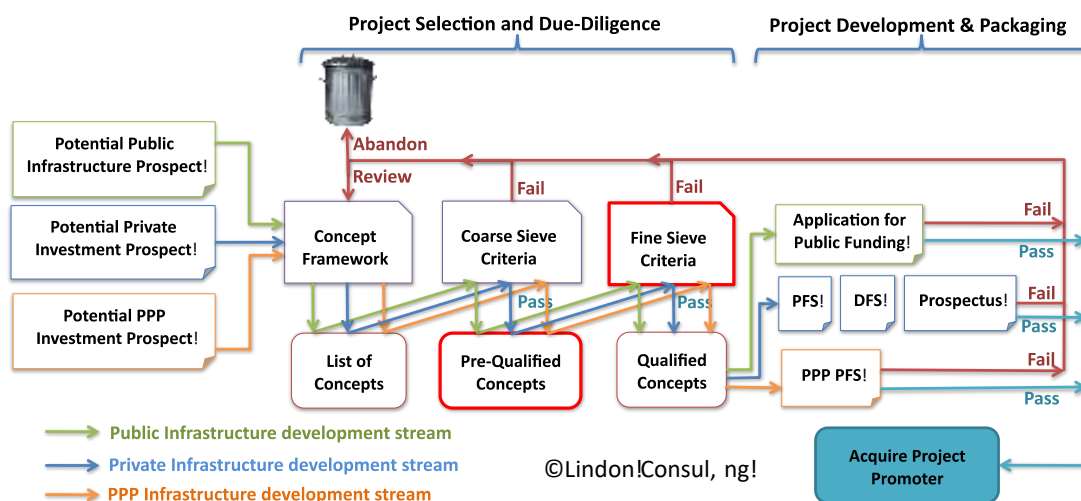 Project Selection and Due-Diligence
Project Development & Packaging
Abandon
Review
Fail
Fail
Potential Public
Infrastructure Prospect!
Potential Private
Investment Prospect!
Potential PPP
Investment Prospect!
Concept
Framework
Coarse Sieve
Criteria
Fine Sieve
Criteria
Pass
Pass
List of
Concepts
Pre-Qualified
Concepts
Qualified
Concepts
Application for
Public Funding!
Fail
Pass
PFS!
DFS!
Prospectus!
Fail
Pass
PPP PFS!
Fail
Pass
Public Infrastructure development stream
Private Infrastructure development stream
PPP Infrastructure development stream
©Lindon!Consul, ng!
Acquire Project
Promoter